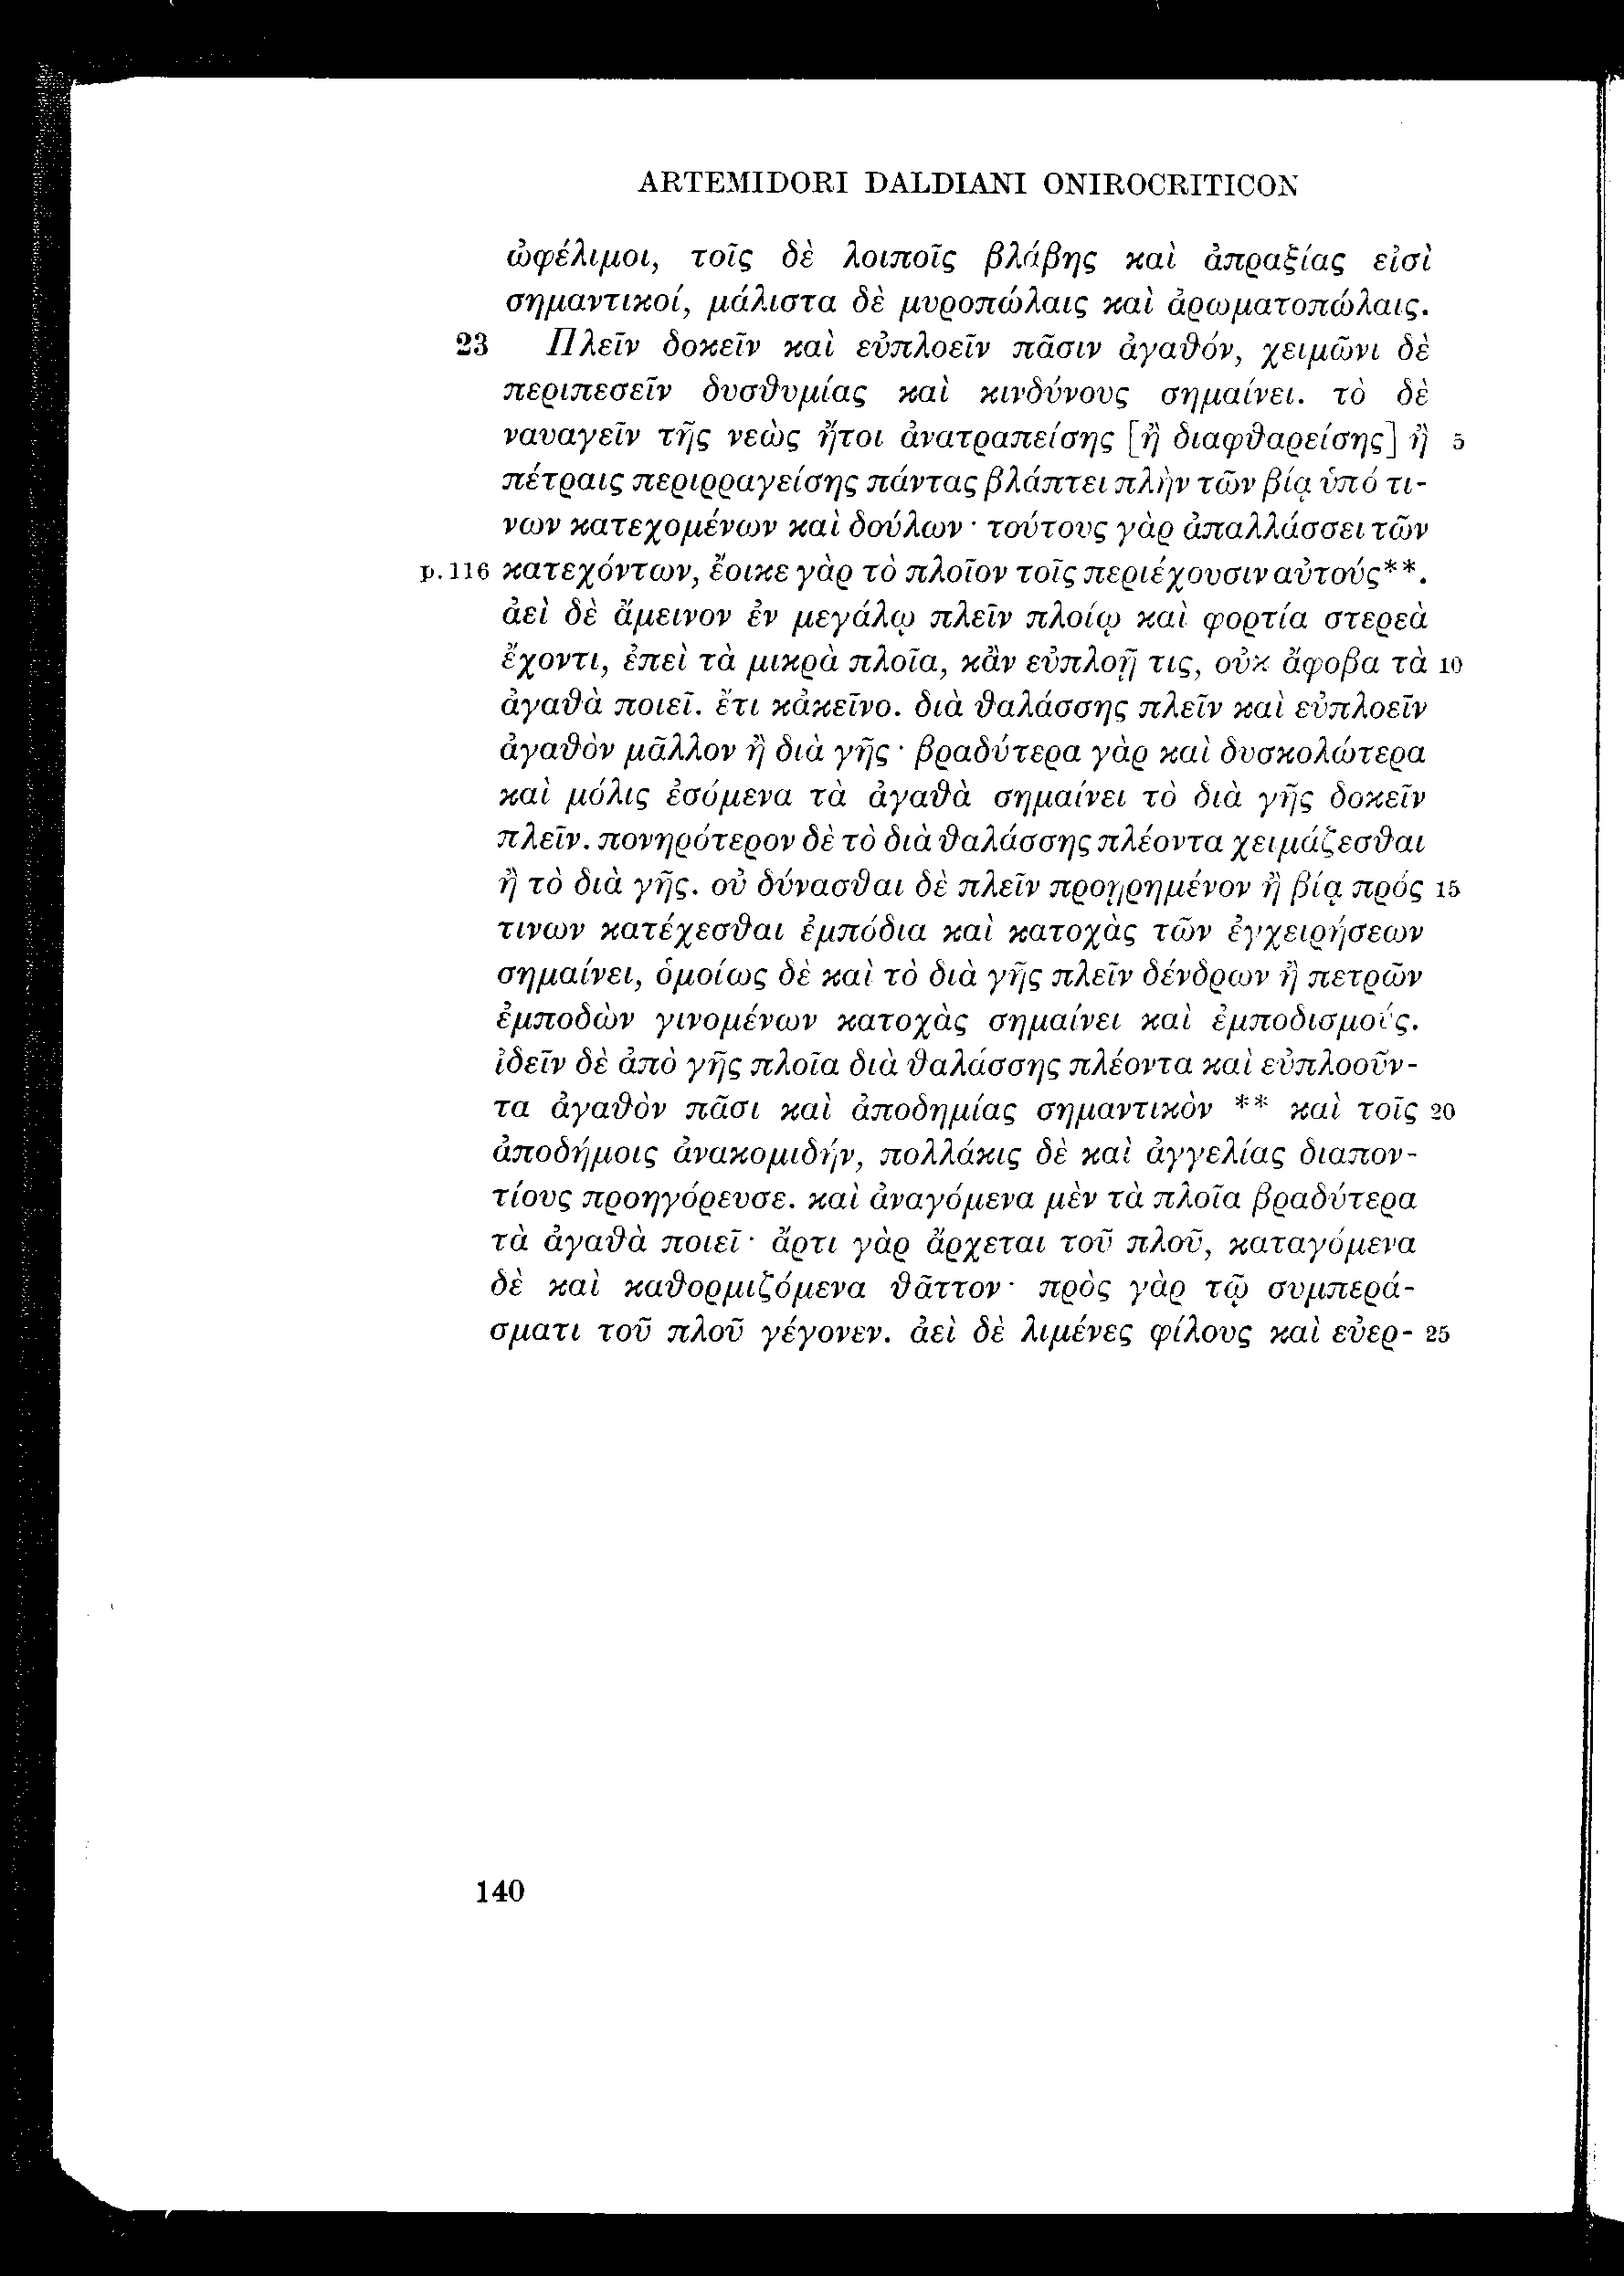 ARTEMIDORI DALDIANI ONIROCRITICON
ὠφέλιμοι, τοῖς δὲ λοιποῖς βλάβης καὶ ἀπραξίας εἰσὶ
σημαντικοί, μάλιστα δὲ μυροπώλαις καὶ ἀρωματοπώλαις.
23 Πλεῖν δοκεῖν καὶ εὐπλοεῖν πᾶσιν ἀγαθόν, χειμῶνι δὲ
περιπεσεῖν δυσθυμίας καὶ κινδύνους σημαίνει. τὸ δὲ
ναυαγεῖν τῆς νεὼς ἤτοι ἀνατραπείσης [ἢ διαφθαρείσης] ἢ 5
πέτραις περιρραγείσης πάντας βλάπτει πλὴν τῶν βίᾳ ὑπό τι-
νων κατεχομένων καὶ δούλων· τούτους γὰρ ἀπαλλάσσει τῶν
p.116 κατεχόντων, ἔοικε γὰρ τὸ πλοῖον τοῖς περιέχουσιν αὐτούς**.
ἀεὶ δὲ ἄμεινον ἐν μεγάλῳ πλεῖν πλοίῳ καὶ φορτία στερεὰ
ἔχοντι, ἐπεὶ τὰ μικρὰ πλοῖα, κἂν εὐπλοῇ τις, οὐκ ἄφοβα τὰ 10
ἀγαθὰ ποιεῖ. ἔτι κἀκεῖνο. διὰ θαλάσσης πλεῖν καὶ εὐπλοεῖν
ἀγαθὸν μᾶλλον ἢ διὰ γῆς· βραδύτερα γὰρ καὶ δυσκολώτερα
καὶ μόλις ἐσόμενα τὰ ἀγαθὰ σημαίνει τὸ διὰ γῆς δοκεῖν
πλεῖν. πονηρότερον δὲ τὸ διὰ θαλάσσης πλέοντα χειμάζεσθαι
ἢ τὸ διὰ γῆς. οὐ δύνασθαι δὲ πλεῖν προῃρημένον ἢ βίᾳ πρός 15
τινων κατέχεσθαι ἐμπόδια καὶ κατοχὰς τῶν ἐγχειρήσεων
σημαίνει, ὁμοίως δὲ καὶ τὸ διὰ γῆς πλεῖν δένδρων ἢ πετρῶν
ἐμποδὼν γινομένων κατοχὰς σημαίνει καὶ ἐμποδισμούς.
ἰδεῖν δὲ ἀπὸ γῆς πλοῖα διὰ θαλάσσης πλέοντα καὶ εὐπλοοῦν-
τα ἀγαθὸν πᾶσι καὶ ἀποδημίας σημαντικὸν ** καὶ τοῖς 20
ἀποδήμοις ἀνακομιδήν, πολλάκις δὲ καὶ ἀγγελίας διαπον-
τίους προηγόρευσε. καὶ ἀναγόμενα μὲν τὰ πλοῖα βραδύτερα
τὰ ἀγαθὰ ποιεῖ· ἄρτι γὰρ ἄρχεται τοῦ πλοῦ, καταγόμενα
δὲ καὶ καθορμιζόμενα θᾶττον· πρὸς γὰρ τῷ συμπερά-
σματι τοῦ πλοῦ γέγονεν. ἀεὶ δὲ λιμένες φίλους καὶ εὐερ- 25
140